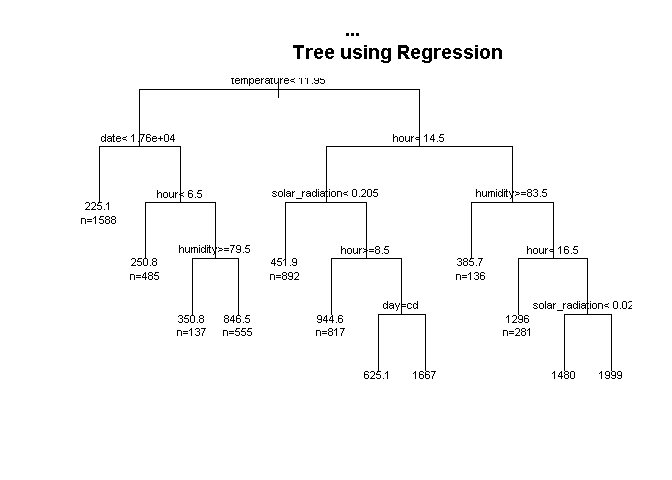 ...
Tree using Regression
temperature< 11.95
date< 1.76e+04
hour< 14.5
225.1
n=1588
hour< 6.5
solar_radiation< 0.205
humidity>=83.5
250.8
n=485
humidity>=79.5
451.9
n=892
hour>=8.5
385.7
n=136
hour< 16.5
350.8
n=137
846.5
n=555
944.6
n=817
day=cd
1296
n=281
solar_radiation< 0.02
625.1
1667
1480
1999